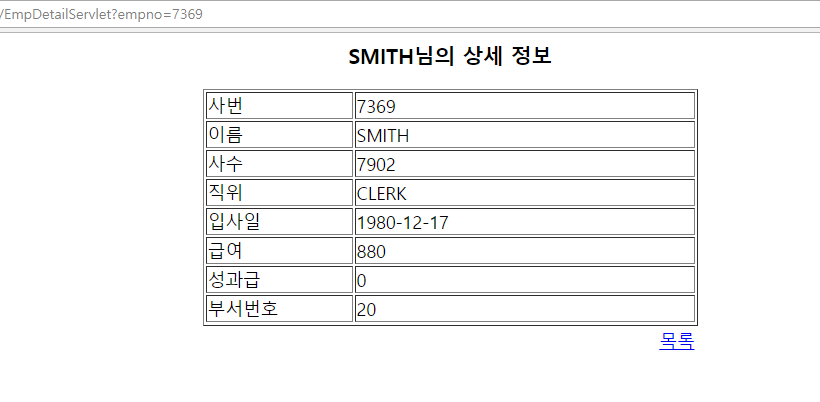 /EmpDetailServlet?empno=7369
SMITH님의 상세 정보
사번 7369
이름 SMITH
사수 7902
직위 CLERK
입사일 1980-12-17
급여 880
성과급 0
부서번호 20
목록